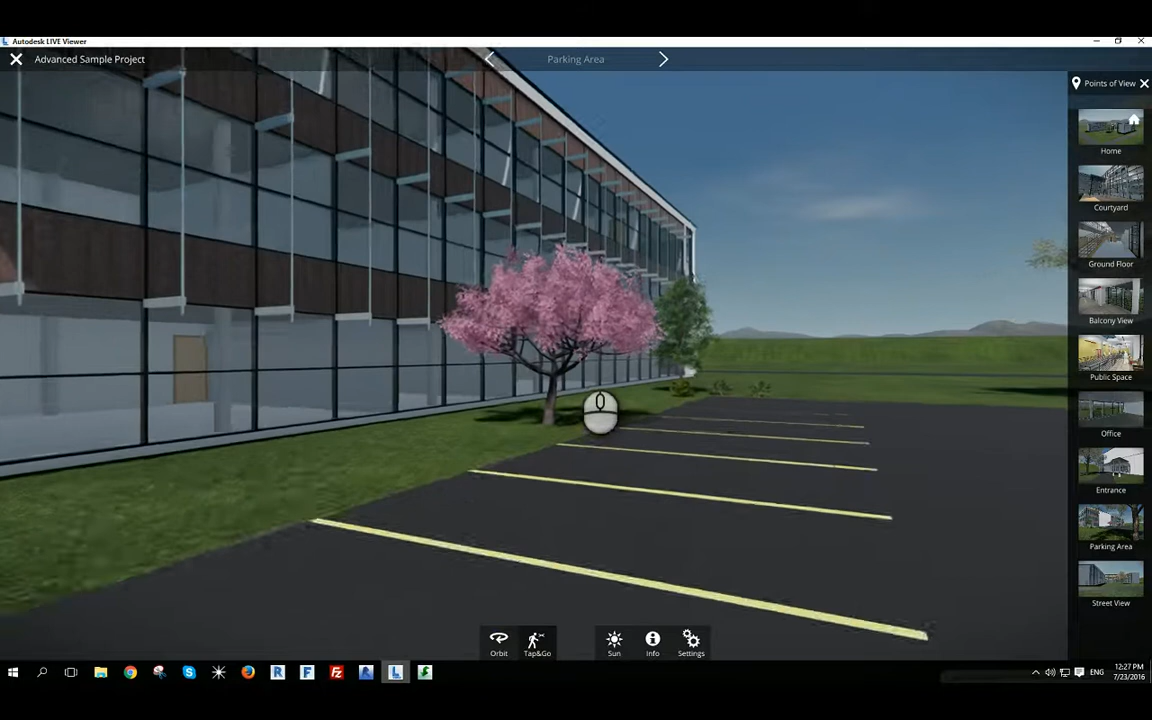 Autodesk LIVE Viewer
Advanced Sample Project
Parking Area
Points of View
Home
Courtyard
Ground Floor
Balcony View
Public Space
Office
Entrance
Parking Area
Street View
Orbit
Tap&Go
Sun
Info
Settings
ENG
12:27 PM
7/23/2016